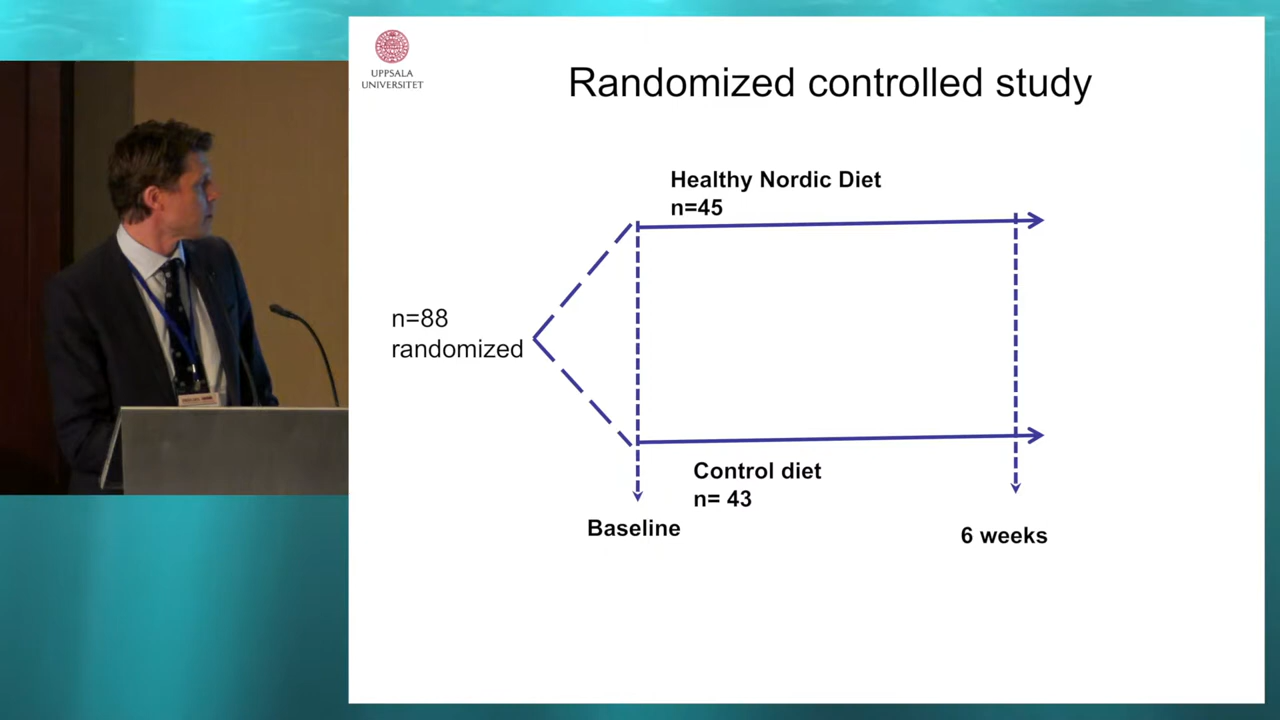 UPPSALA
UNIVERSITET
Randomized controlled study
Healthy Nordic Diet
n=45
n=88
randomized
Control diet
n= 43
Baseline
6 weeks